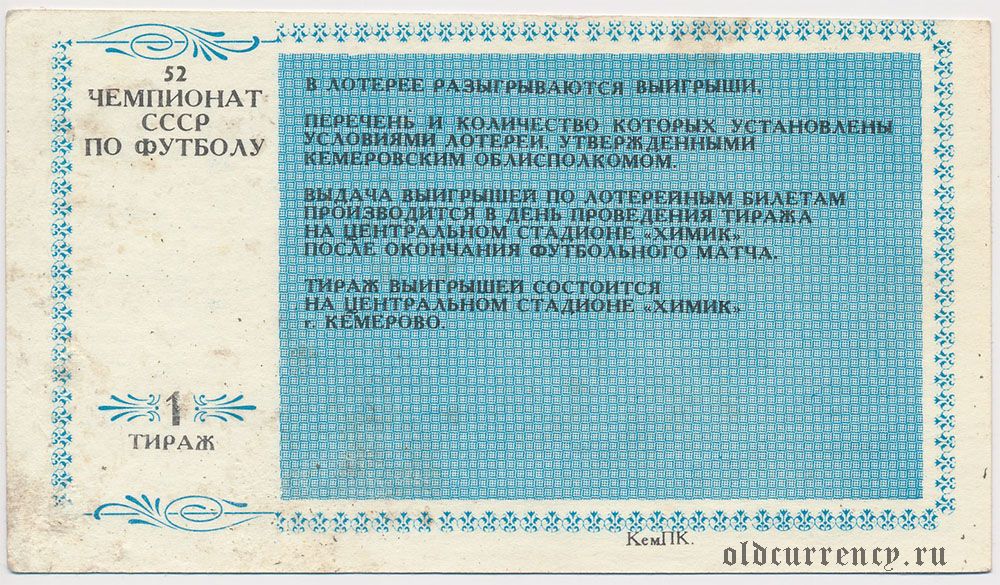 52
ЧЕМПИОНАТ
СССР
ПО ФУТБОЛУ
В ЛОТЕРЕЕ РАЗЫГРЫВАЮТСЯ ВЫИГРЫШИ,
ПЕРЕЧЕНЬ И КОЛИЧЕСТВО КОТОРЫХ УСТАНОВЛЕНЫ
УСЛОВИЯМИ ЛОТЕРЕИ, УТВЕРЖДЕННЫМИ
КЕМЕРОВСКИМ ОБЛИСПОЛКОМОМ.
ВЫДАЧА ВЫИГРЫШЕЙ ПО ЛОТЕРЕЙНЫМ БИЛЕТАМ
ПРОИЗВОДИТСЯ В ДЕНЬ ПРОВЕДЕНИЯ ТИРАЖА
НА ЦЕНТРАЛЬНОМ СТАДИОНЕ «ХИМИК»
ПОСЛЕ ОКОНЧАНИЯ ФУТБОЛЬНОГО МАТЧА.
ТИРАЖ ВЫИГРЫШЕЙ СОСТОИТСЯ
НА ЦЕНТРАЛЬНОМ СТАДИОНЕ «ХИМИК»
г. КЕМЕРОВО.
1
ТИРАЖ
КемПК.
oldcurrency.ru